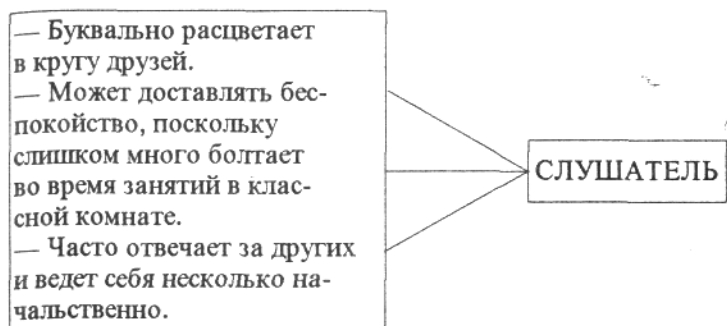 — Буквально расцветает
в кругу друзей.
— Может доставлять бес-
покойство, поскольку
слишком много болтает
во время занятий в клас-
сной комнате.
— Часто отвечает за других
и ведет себя несколько на-
чальственно.
СЛУШАТЕЛЬ